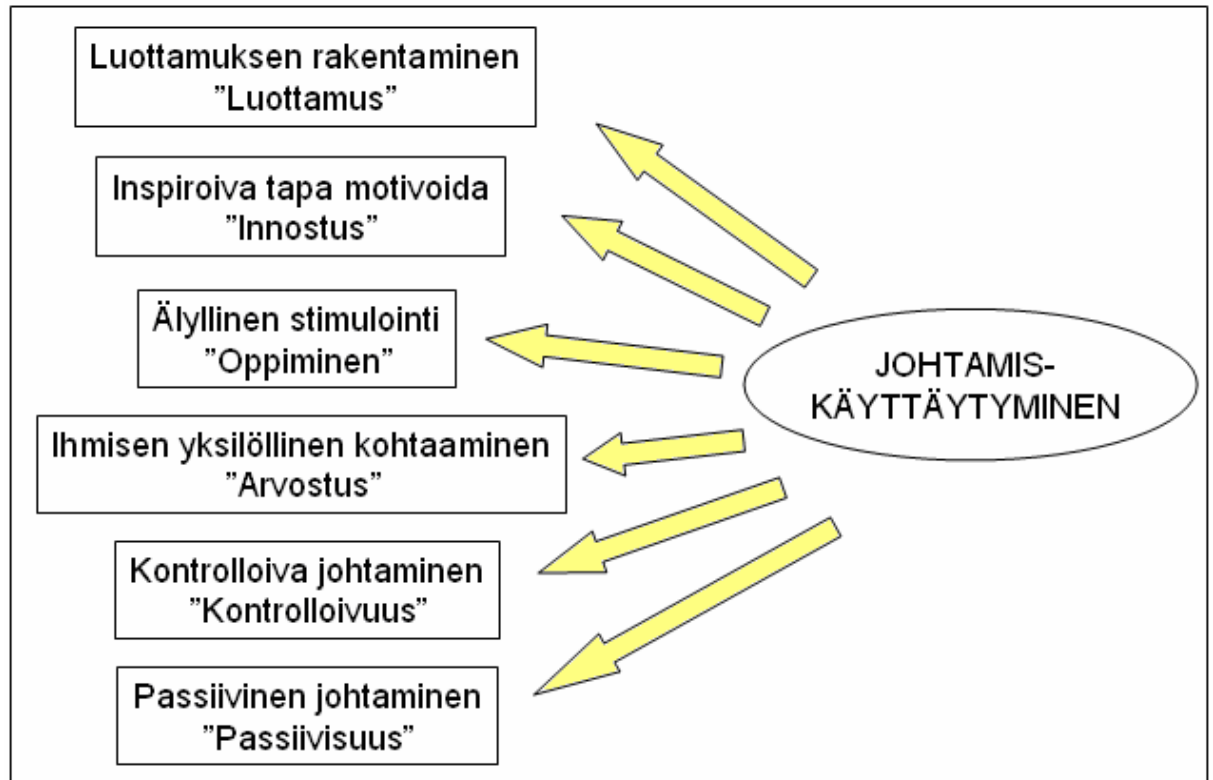 Luottamuksen rakentaminen
”Luottamus”
Inspiroiva tapa motivoida
”Innostus”
Älyllinen stimulointi
”Oppiminen”
Ihmisen yksilöllinen kohtaaminen
”Arvostus”
Kontrolloiva johtaminen
”Kontrolloivuus”
Passiivinen johtaminen
”Passiivisuus”
JOHTAMIS-
KÄYTTÄYTYMINEN